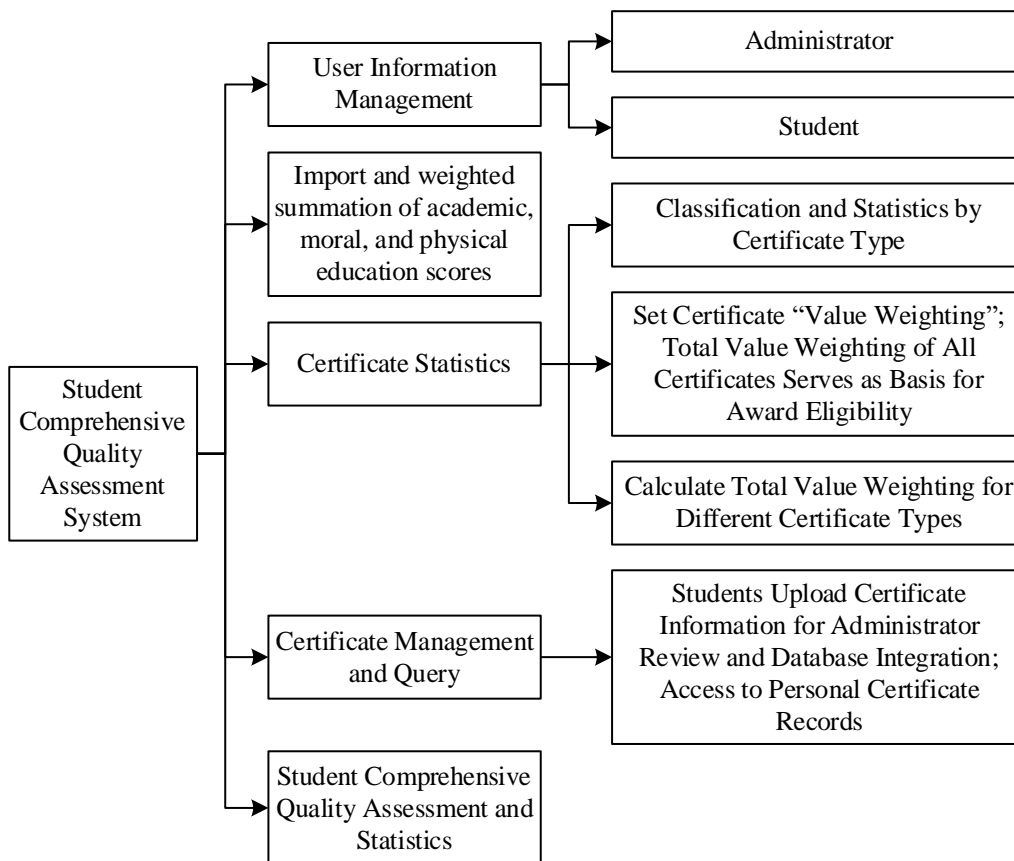 Student
Comprehensive
Quality
Assessment
System
User Information
Management
Administrator
Student
Import and weighted
summation of academic,
moral, and physical
education scores
Certificate Statistics
Classification and Statistics by
Certificate Type
Set Certificate “Value Weighting”;
Total Value Weighting of All
Certificates Serves as Basis for
Award Eligibility
Calculate Total Value Weighting for
Different Certificate Types
Certificate Management
and Query
Students Upload Certificate
Information for Administrator
Review and Database Integration;
Access to Personal Certificate
Records
Student Comprehensive
Quality Assessment and
Statistics